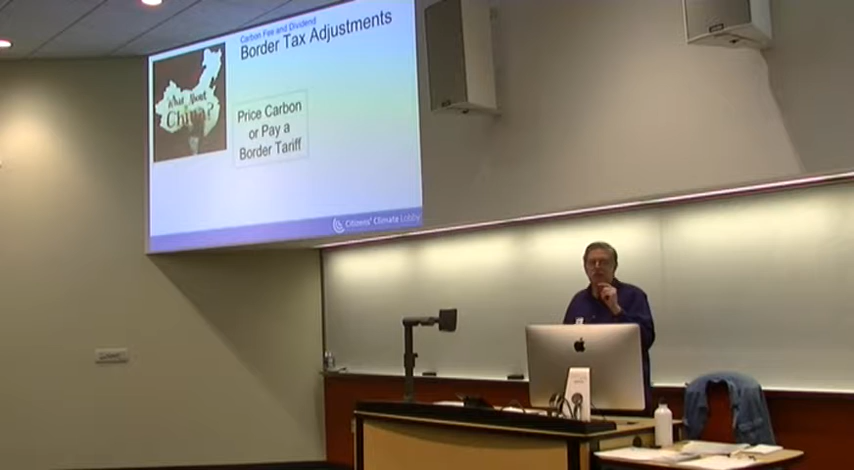 Carbon Fee and Dividend
Border Tax Adjustments
What About
China?
Price Carbon
or Pay a
Border Tariff
Citizens' Climate Lobby